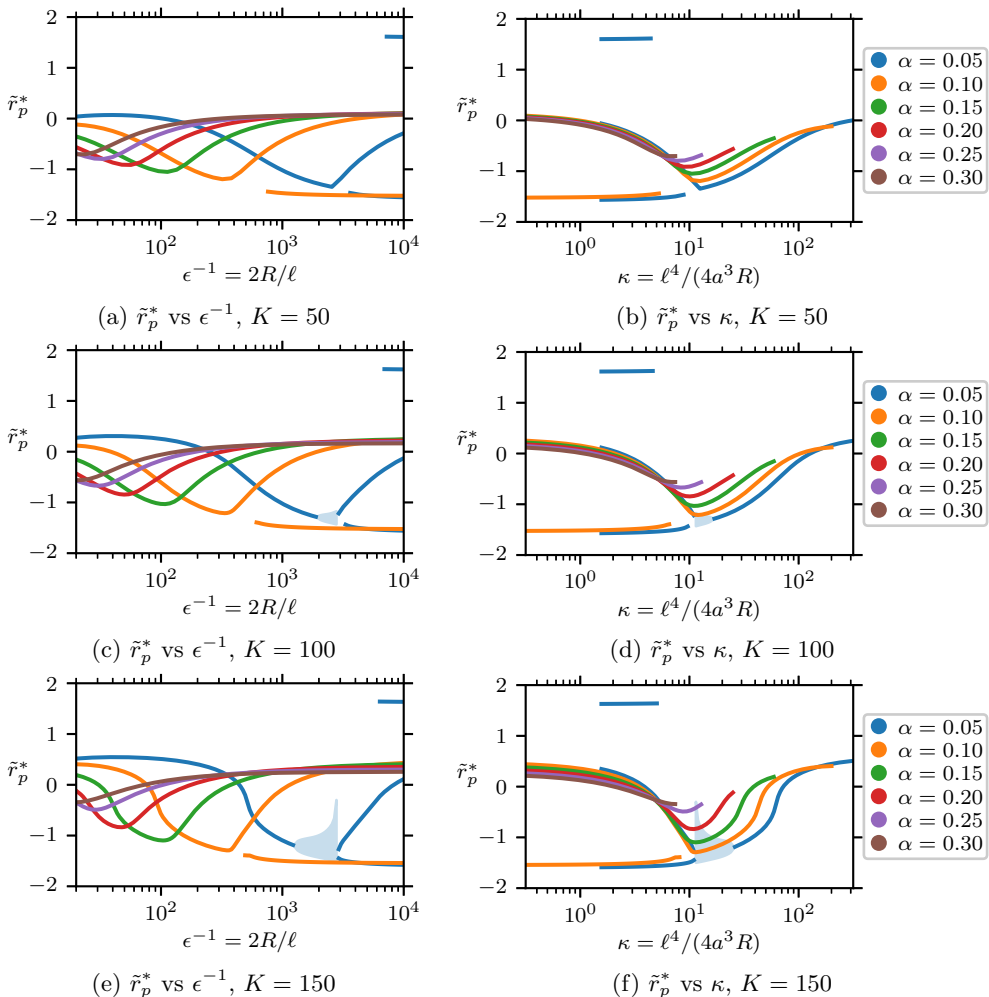 2
1
0
−1
−2
r̃*ₚ
10² 10³ 10⁴
ϵ⁻¹ = 2R/ℓ
(a) r̃*ₚ vs ϵ⁻¹, K = 50
2
1
0
−1
−2
r̃*ₚ
10⁰ 10¹ 10²
κ = ℓ⁴/(4a³R)
(b) r̃*ₚ vs κ, K = 50
α = 0.05
α = 0.10
α = 0.15
α = 0.20
α = 0.25
α = 0.30
2
1
0
−1
−2
r̃*ₚ
10² 10³ 10⁴
ϵ⁻¹ = 2R/ℓ
(c) r̃*ₚ vs ϵ⁻¹, K = 100
2
1
0
−1
−2
r̃*ₚ
10⁰ 10¹ 10²
κ = ℓ⁴/(4a³R)
(d) r̃*ₚ vs κ, K = 100
α = 0.05
α = 0.10
α = 0.15
α = 0.20
α = 0.25
α = 0.30
2
1
0
−1
−2
r̃*ₚ
10² 10³ 10⁴
ϵ⁻¹ = 2R/ℓ
(e) r̃*ₚ vs ϵ⁻¹, K = 150
2
1
0
−1
−2
r̃*ₚ
10⁰ 10¹ 10²
κ = ℓ⁴/(4a³R)
(f) r̃*ₚ vs κ, K = 150
α = 0.05
α = 0.10
α = 0.15
α = 0.20
α = 0.25
α = 0.30